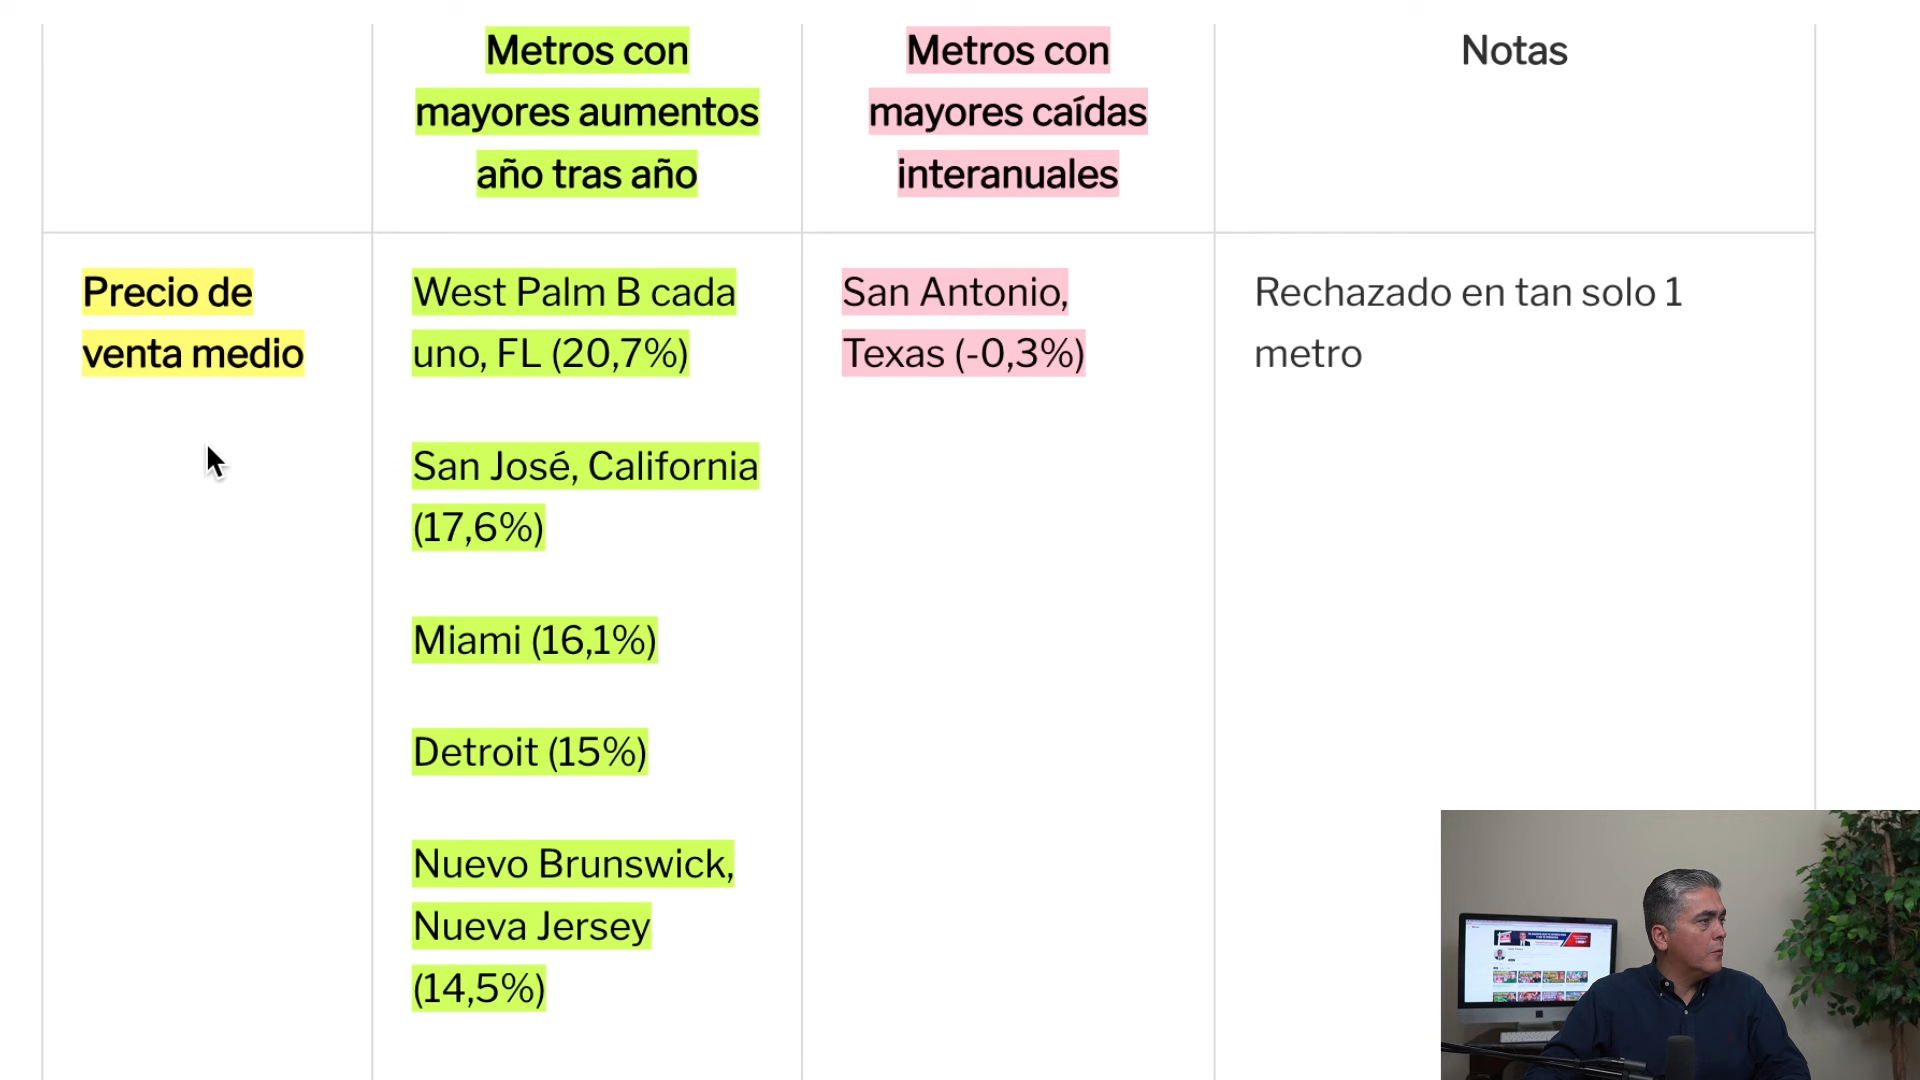 Metros con
mayores aumentos
año tras año
Metros con
mayores caídas
interanuales
Notas
Precio de
venta medio
West Palm B cada
uno, FL (20,7%)
San José, California
(17,6%)
Miami (16,1%)
Detroit (15%)
Nuevo Brunswick,
Nueva Jersey
(14,5%)
San Antonio,
Texas (-0,3%)
Rechazado en tan solo 1
metro